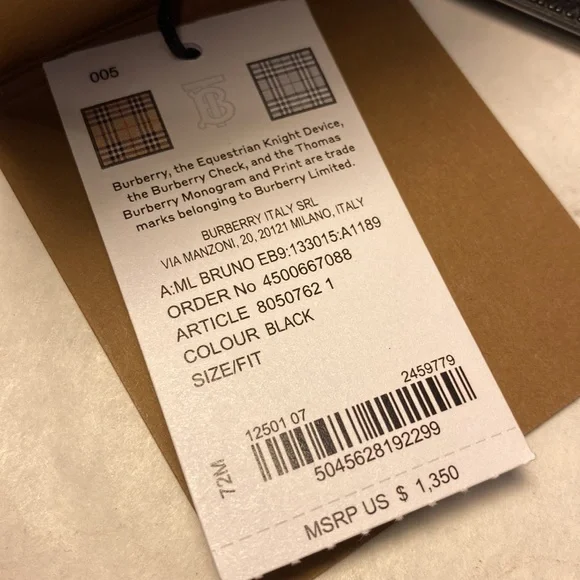 005
Burberry, the Equestrian Knight Device,
the Burberry Check, and the Thomas
Burberry Monogram and Print are trade
marks belonging to Burberry Limited.
BURBERRY ITALY SRL
VIA MANZONI, 20, 20121 MILANO, ITALY
A:ML BRUNO EB9:133015:A1189
ORDER No 4500667088
ARTICLE 8050762 1
COLOUR BLACK
SIZE/FIT
12501 07 2459779
5045628192299
72M
MSRP US $ 1,350